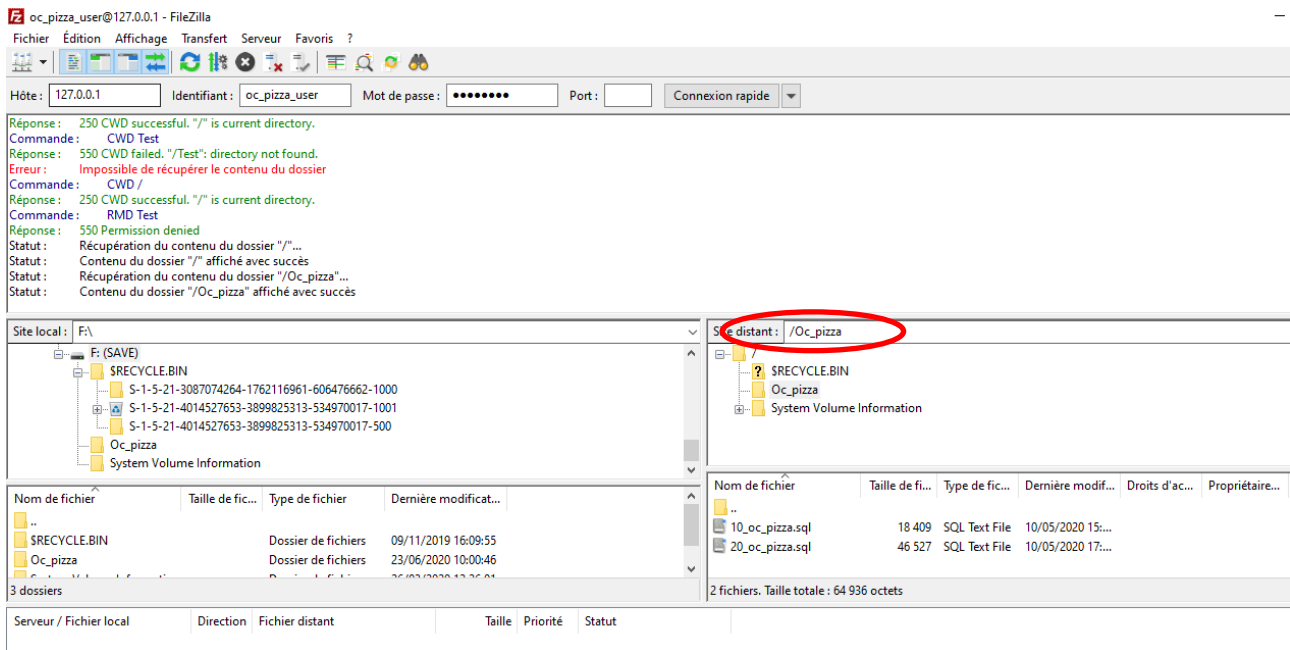 oc_pizza_user@127.0.0.1 - FileZilla
Fichier Édition Affichage Transfert Serveur Favoris ?
Hôte : 127.0.0.1 Identifiant : oc_pizza_user Mot de passe : ●●●●●●●● Port : Connexion rapide
Réponse : 250 CWD successful. "/" is current directory.
Commande : CWD Test
Réponse : 550 CWD failed. "/Test": directory not found.
Erreur : Impossible de récupérer le contenu du dossier
Commande : CWD /
Réponse : 250 CWD successful. "/" is current directory.
Commande : RMD Test
Réponse : 550 Permission denied
Statut : Récupération du contenu du dossier "/"...
Statut : Contenu du dossier "/" affiché avec succès
Statut : Récupération du contenu du dossier "/Oc_pizza"...
Statut : Contenu du dossier "/Oc_pizza" affiché avec succès
Site local : F:\
F: (SAVE)
$RECYCLE.BIN
S-1-5-21-3087074264-1762116961-606476662-1000
S-1-5-21-4014527653-3899825313-534970017-1001
S-1-5-21-4014527653-3899825313-534970017-500
Oc_pizza
System Volume Information
Nom de fichier Taille de fic... Type de fichier Dernière modificat...
..
$RECYCLE.BIN Dossier de fichiers 09/11/2019 16:09:55
Oc_pizza Dossier de fichiers 23/06/2020 10:00:46
3 dossiers
Site distant : /Oc_pizza
/
? $RECYCLE.BIN
Oc_pizza
System Volume Information
Nom de fichier Taille de fi... Type de fic... Dernière modif... Droits d'ac... Propriétaire...
..
10_oc_pizza.sql 18 409 SQL Text File 10/05/2020 15:...
20_oc_pizza.sql 46 527 SQL Text File 10/05/2020 17:...
2 fichiers. Taille totale : 64 936 octets
Serveur / Fichier local Direction Fichier distant Taille Priorité Statut